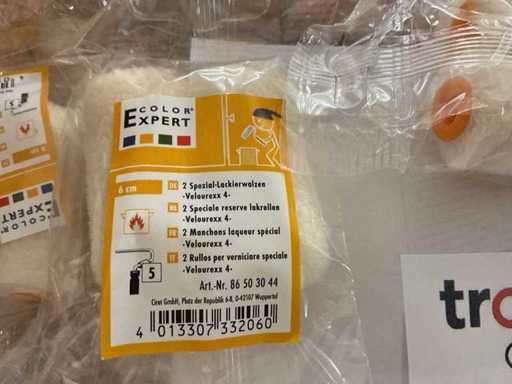 COLOR®
EXPERT
6 cm
DE 2 Spezial-Lackierwalzen
-Velourexx 4-
NL 2 Speciale reserve lakrollen
-Velourexx 4-
FR 2 Manchons laqueur spécial
-Velourexx 4-
IT 2 Rullos per verniciare speciale
-Velourexx 4-
5
Art.-Nr. 86 50 30 44
Ciret GmbH, Platz der Republik 6-8, D-42107 Wuppertal
4 013307 332060
EXPERT
tro